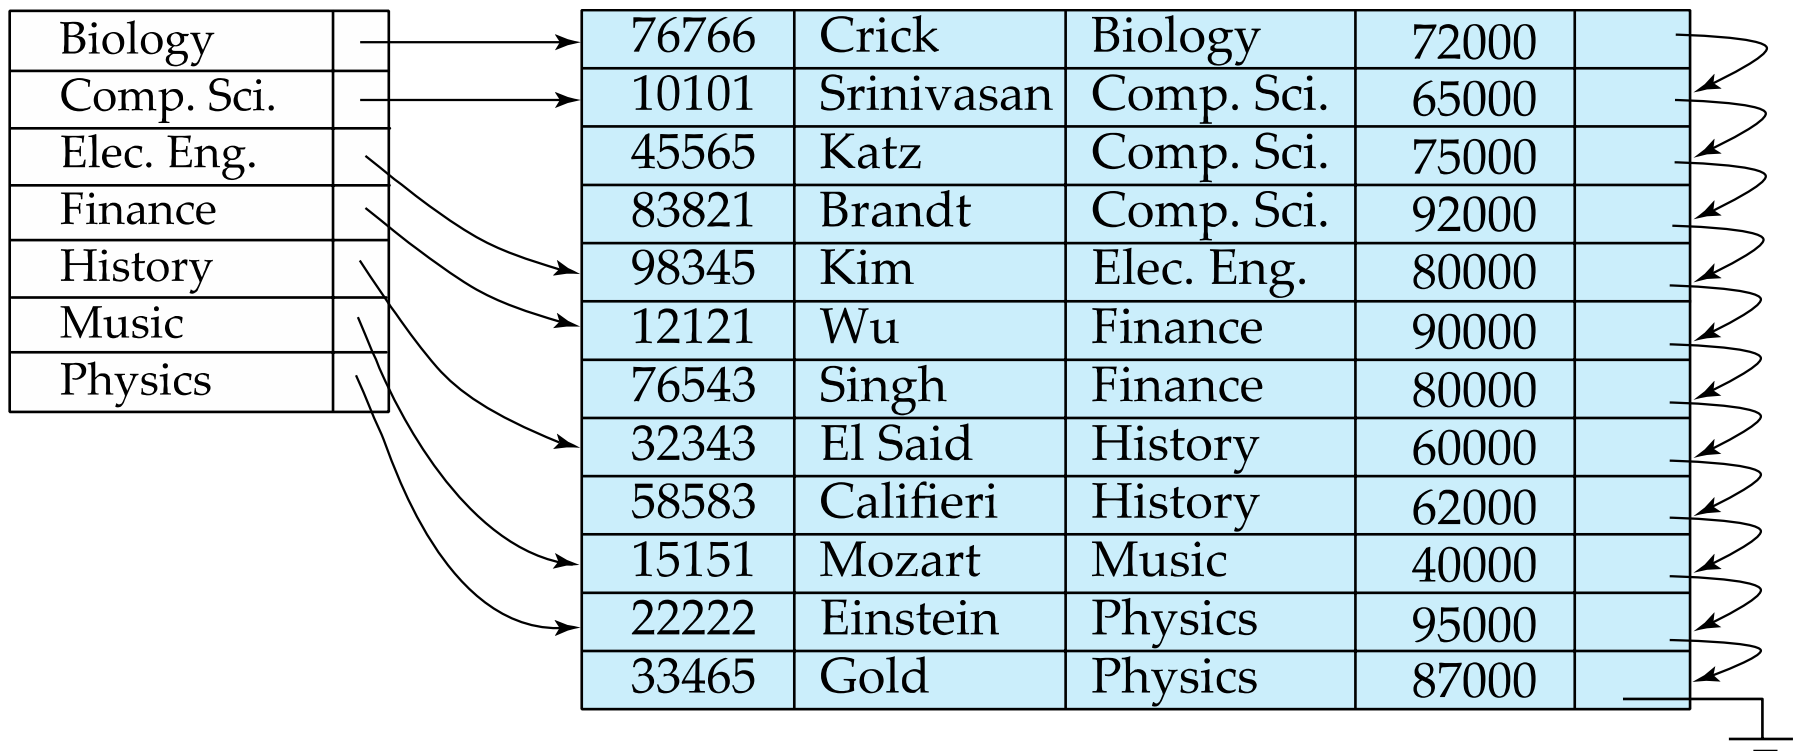 Biology
Comp. Sci.
Elec. Eng.
Finance
History
Music
Physics
76766 Crick Biology 72000
10101 Srinivasan Comp. Sci. 65000
45565 Katz Comp. Sci. 75000
83821 Brandt Comp. Sci. 92000
98345 Kim Elec. Eng. 80000
12121 Wu Finance 90000
76543 Singh Finance 80000
32343 El Said History 60000
58583 Califieri History 62000
15151 Mozart Music 40000
22222 Einstein Physics 95000
33465 Gold Physics 87000